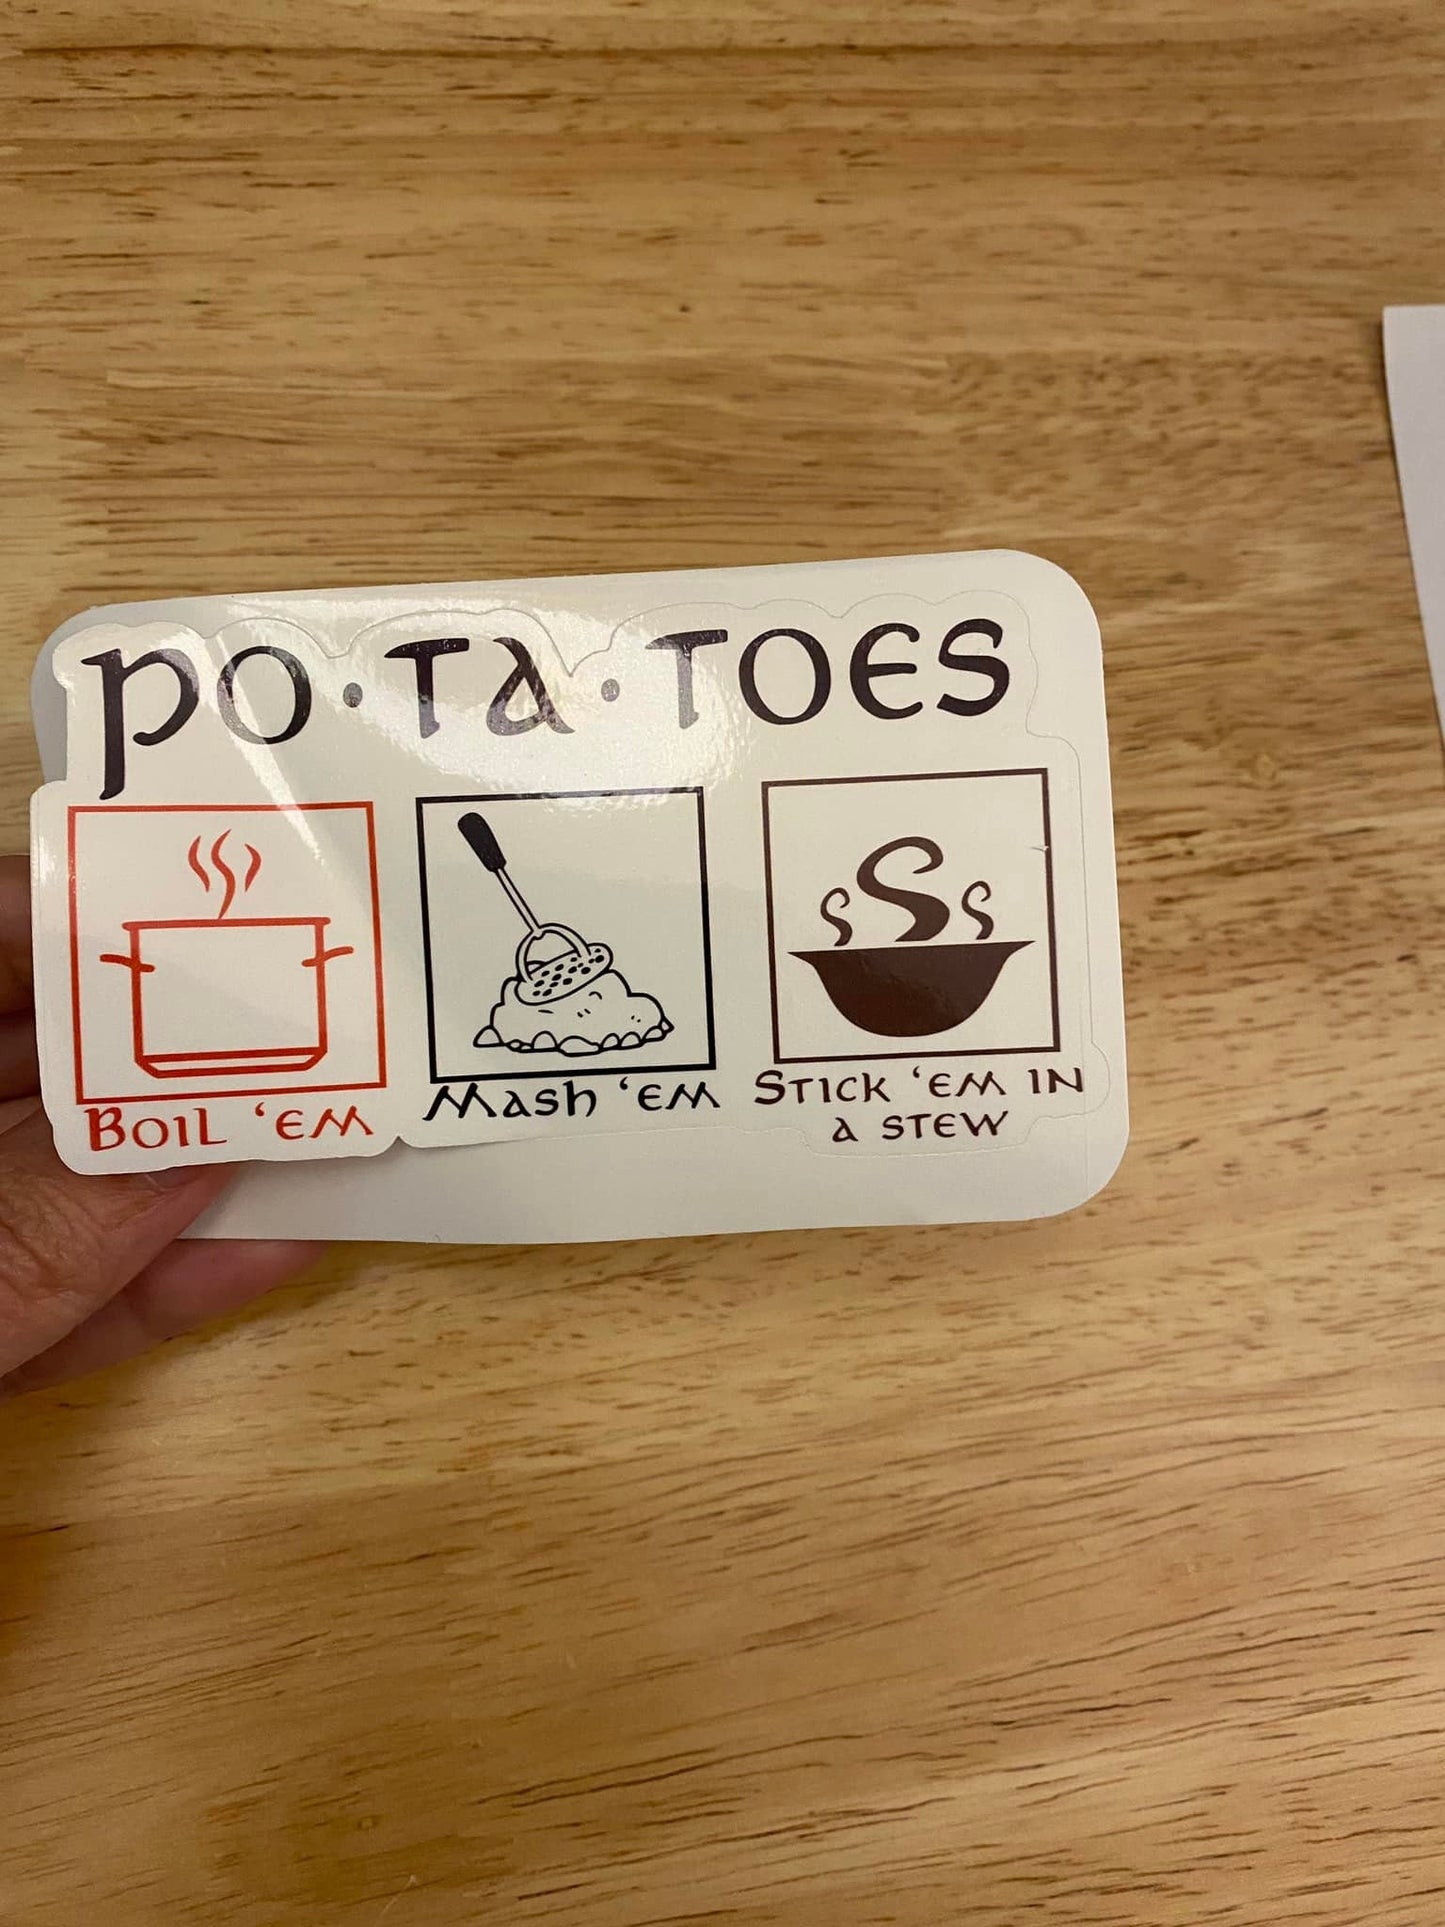 PO·TA·TOES
BOIL ‘EM
MASH ‘EM
STICK ‘EM IN
A STEW